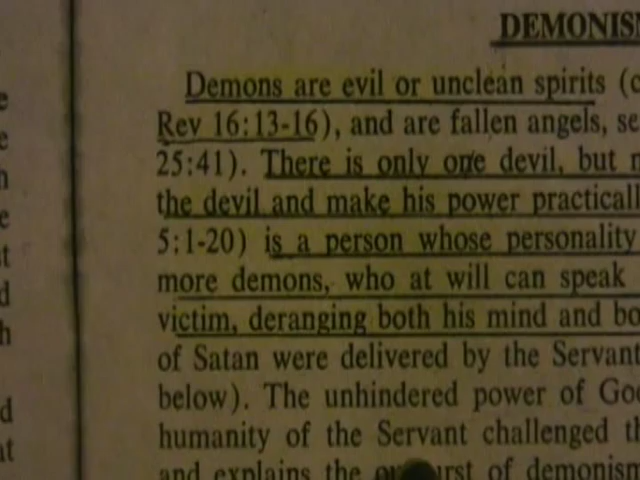 DEMONIS
Demons are evil or unclean spirits (c
Rev 16:13-16), and are fallen angels, se
25:41). There is only one devil, but
the devil and make his power practicall
5:1-20) is a person whose personality
more demons, who at will can speak
victim, deranging both his mind and bo
of Satan were delivered by the Servant
below). The unhindered power of Go
humanity of the Servant challenged th
and explains the of demonism